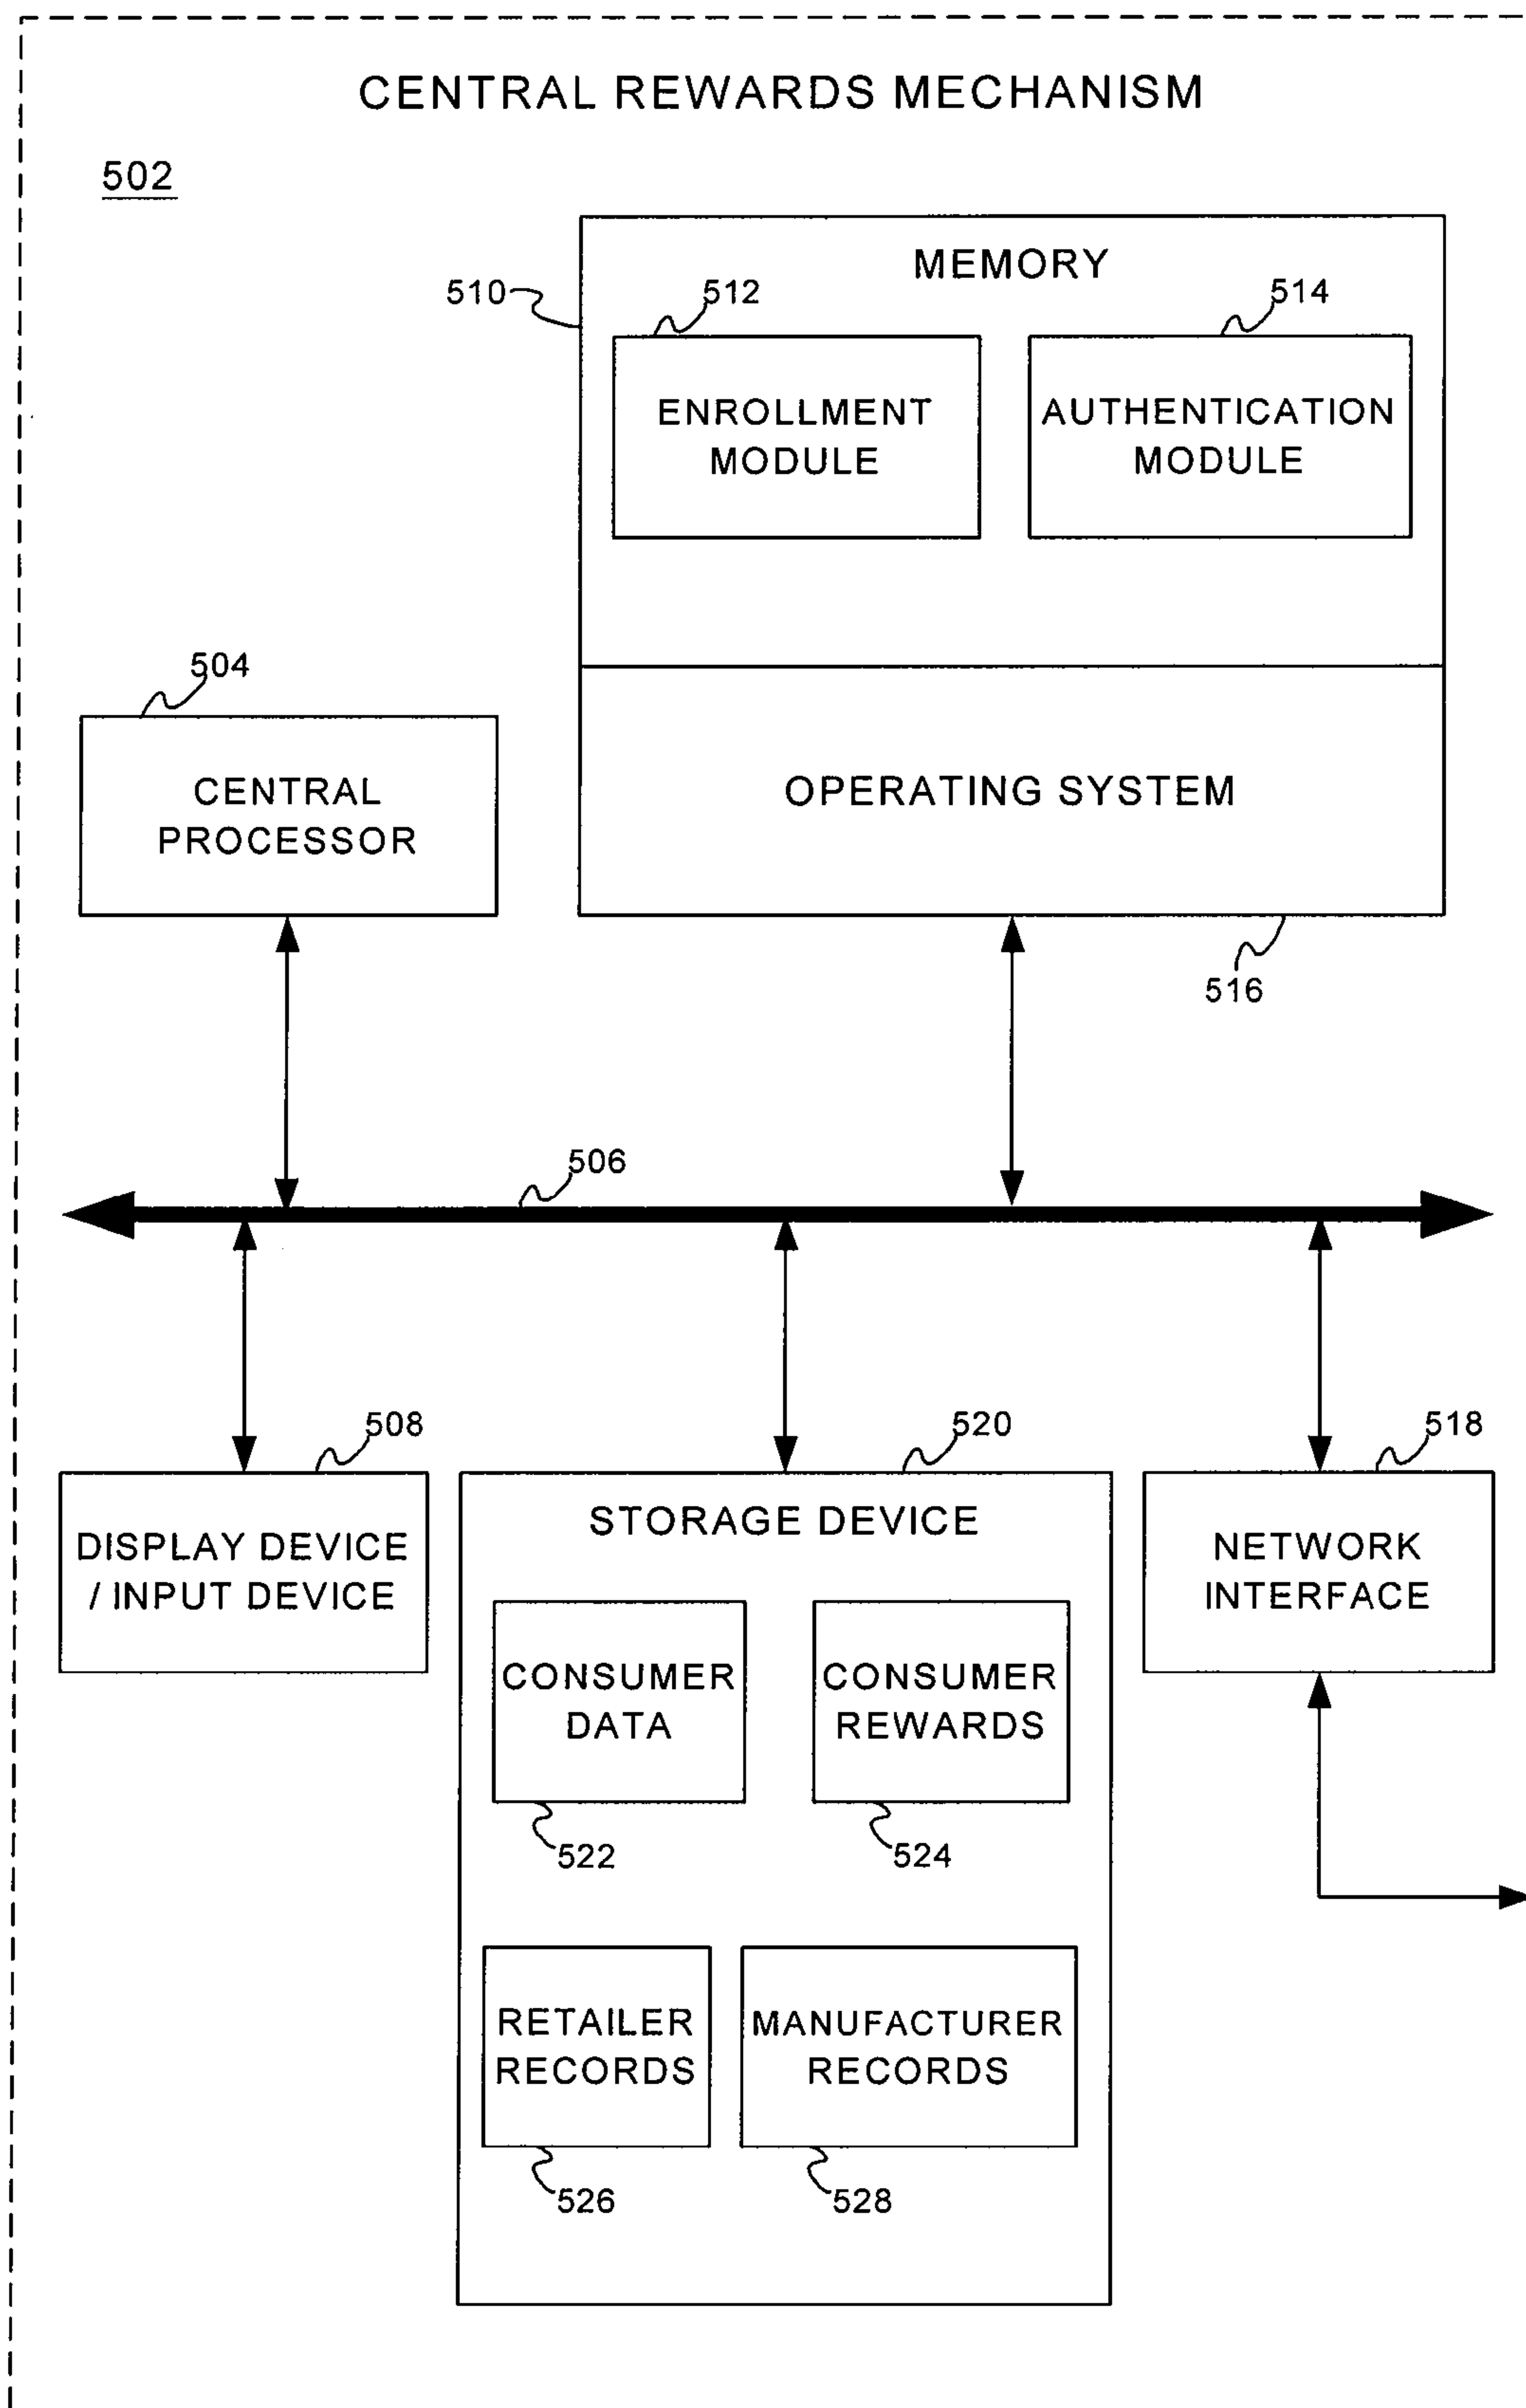 CENTRAL REWARDS MECHANISM
502
MEMORY
510
512
514
ENROLLMENT
MODULE
AUTHENTICATION
MODULE
504
CENTRAL
PROCESSOR
OPERATING SYSTEM
516
506
508
520
518
DISPLAY DEVICE
/ INPUT DEVICE
STORAGE DEVICE
NETWORK
INTERFACE
CONSUMER
DATA
CONSUMER
REWARDS
522
524
RETAILER
RECORDS
MANUFACTURER
RECORDS
526
528